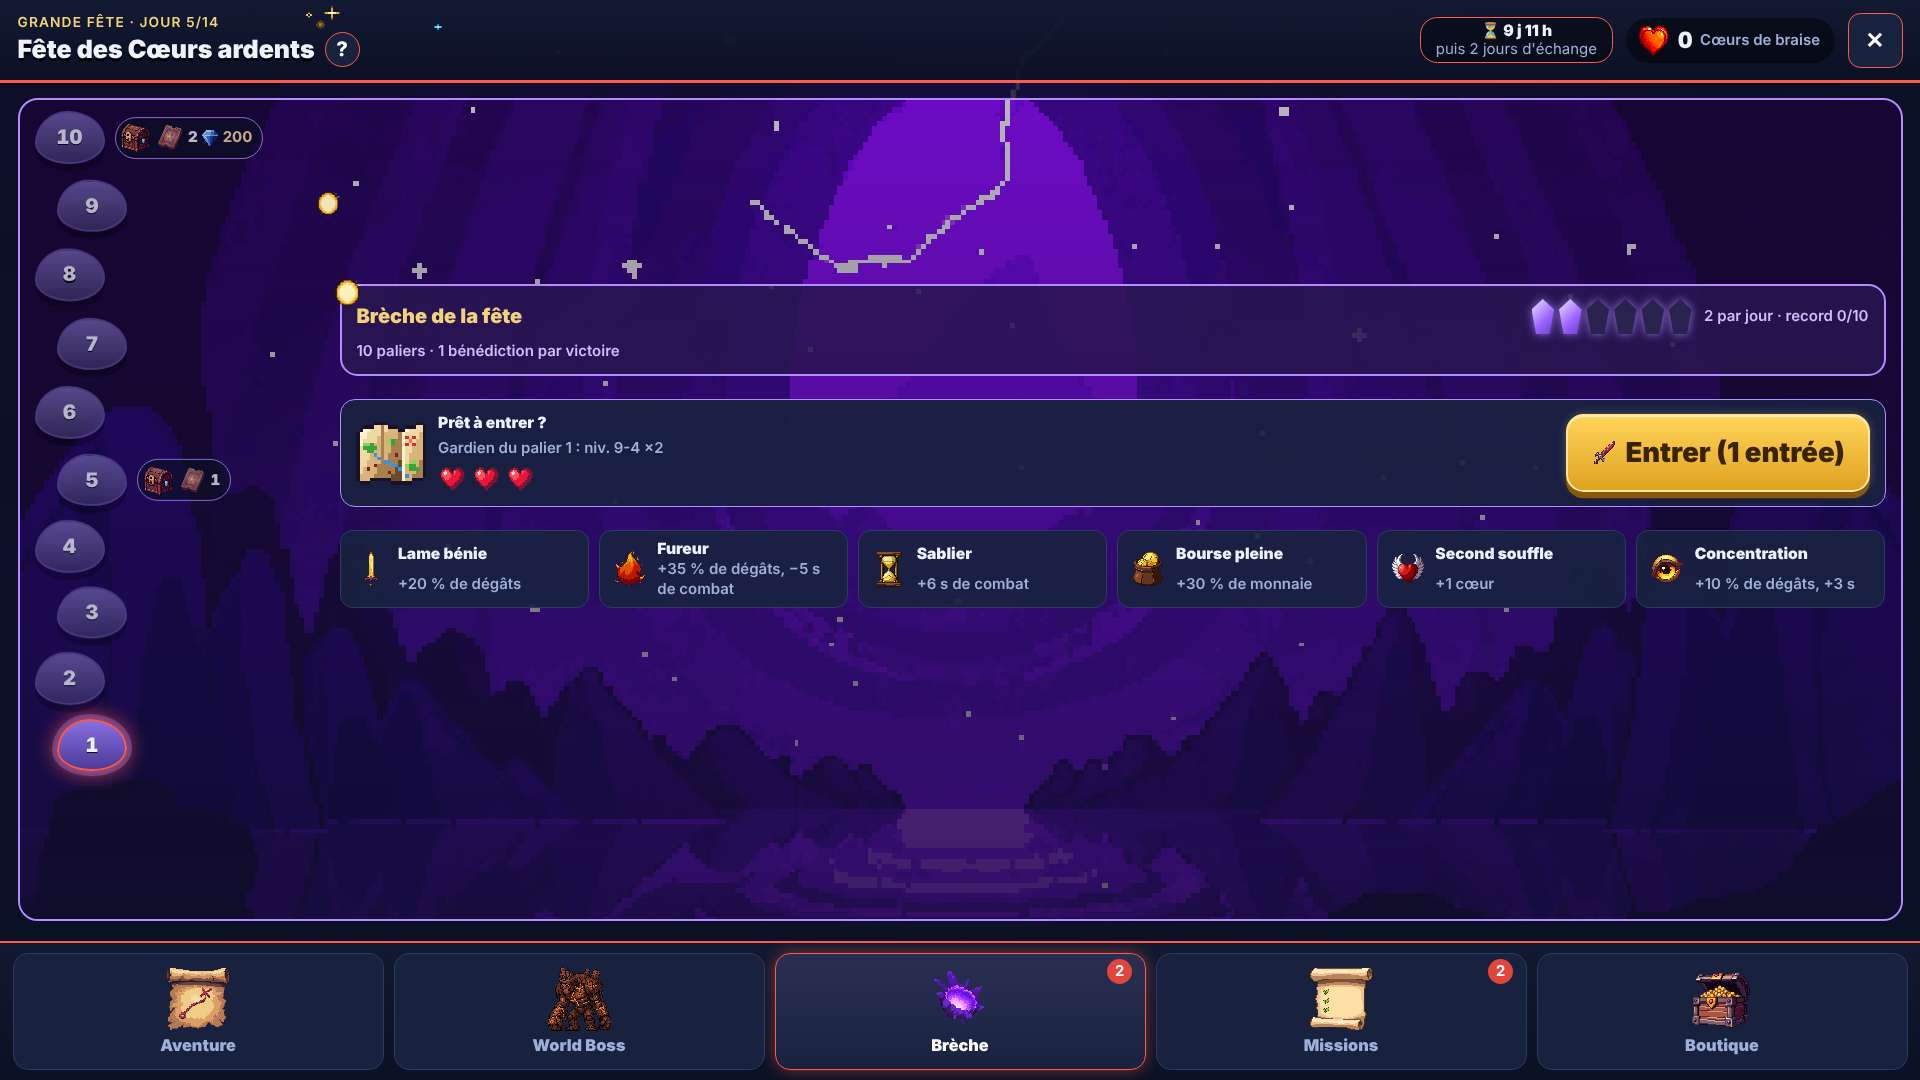 GRANDE FÊTE · JOUR 5/14
Fête des Cœurs ardents ?
9 j 11 h
puis 2 jours d'échange
0 Cœurs de braise
10
2 200
9
8
7
6
5
1
4
3
2
1
Brèche de la fête
2 par jour · record 0/10
10 paliers · 1 bénédiction par victoire
Prêt à entrer ?
Gardien du palier 1 : niv. 9-4 ×2
Entrer (1 entrée)
Lame bénie
+20 % de dégâts
Fureur
+35 % de dégâts, −5 s
de combat
Sablier
+6 s de combat
Bourse pleine
+30 % de monnaie
Second souffle
+1 cœur
Concentration
+10 % de dégâts, +3 s
Aventure
World Boss
2
Brèche
2
Missions
Boutique